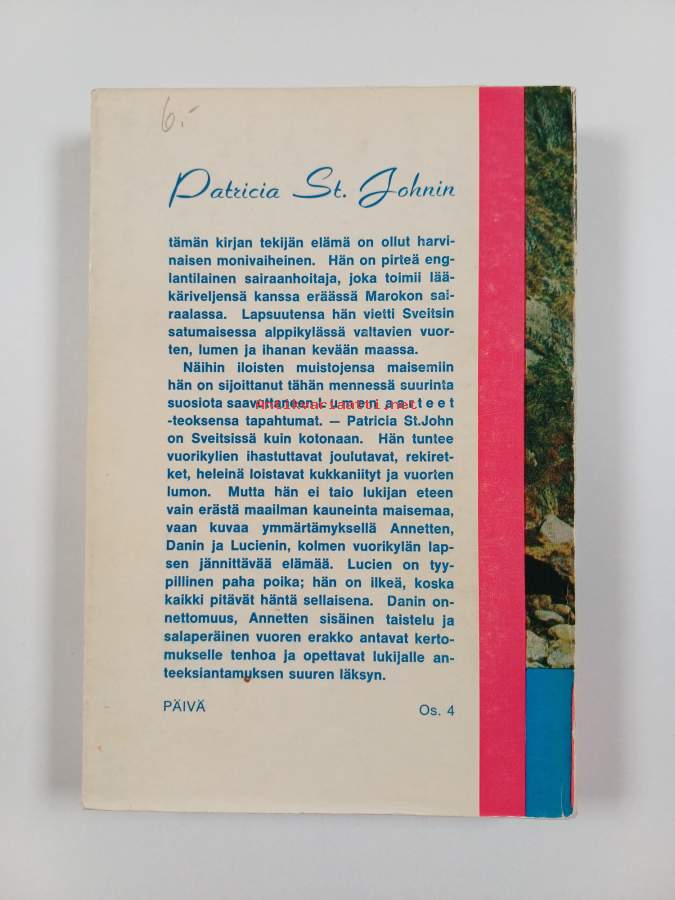 6.-
Patricia St. Johnin
tämän kirjan tekijän elämä on ollut harvi-
naisen monivaiheinen. Hän on pirteä eng-
lantilainen sairaanhoitaja, joka toimii lää-
käriveljensä kanssa eräässä Marokon sai-
raalassa. Lapsuutensa hän vietti Sveitsin
satumaisessa alppikylässä valtavien vuor-
ten, lumen ja ihanan kevään maassa.
Näihin iloisten muistojensa maisemiin
hän on sijoittanut tähän mennessä suurinta
suosiota saavuttaneen Lumen aarteet
Antikvariaatti.net
-teoksensa tapahtumat. — Patricia St.John
on Sveitsissä kuin kotonaan. Hän tuntee
vuorikylien ihastuttavat joulutavat, rekiret-
ket, heleinä loistavat kukkaniityt ja vuorten
lumon. Mutta hän ei taio lukijan eteen
vain erästä maailman kauneinta maisemaa,
vaan kuvaa ymmärtämyksellä Annetten,
Danin ja Lucienin, kolmen vuorikylän lap-
sen jännittävää elämää. Lucien on tyy-
pillinen paha poika; hän on ilkeä, koska
kaikki pitävät häntä sellaisena. Danin on-
nettomuus, Annetten sisäinen taistelu ja
salaperäinen vuoren erakko antavat kerto-
mukselle tenhoa ja opettavat lukijalle an-
teeksiantamuksen suuren läksyn.
PÄIVÄ
Os. 4